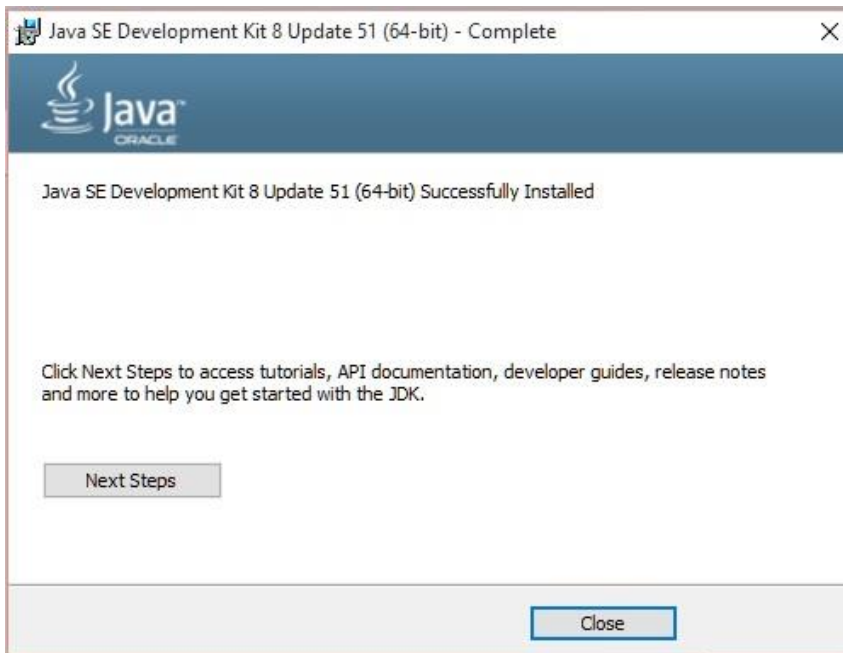 Java SE Development Kit 8 Update 51 (64-bit) - Complete
Java™
ORACLE
Java SE Development Kit 8 Update 51 (64-bit) Successfully Installed
Click Next Steps to access tutorials, API documentation, developer guides, release notes
and more to help you get started with the JDK.
Next Steps
Close